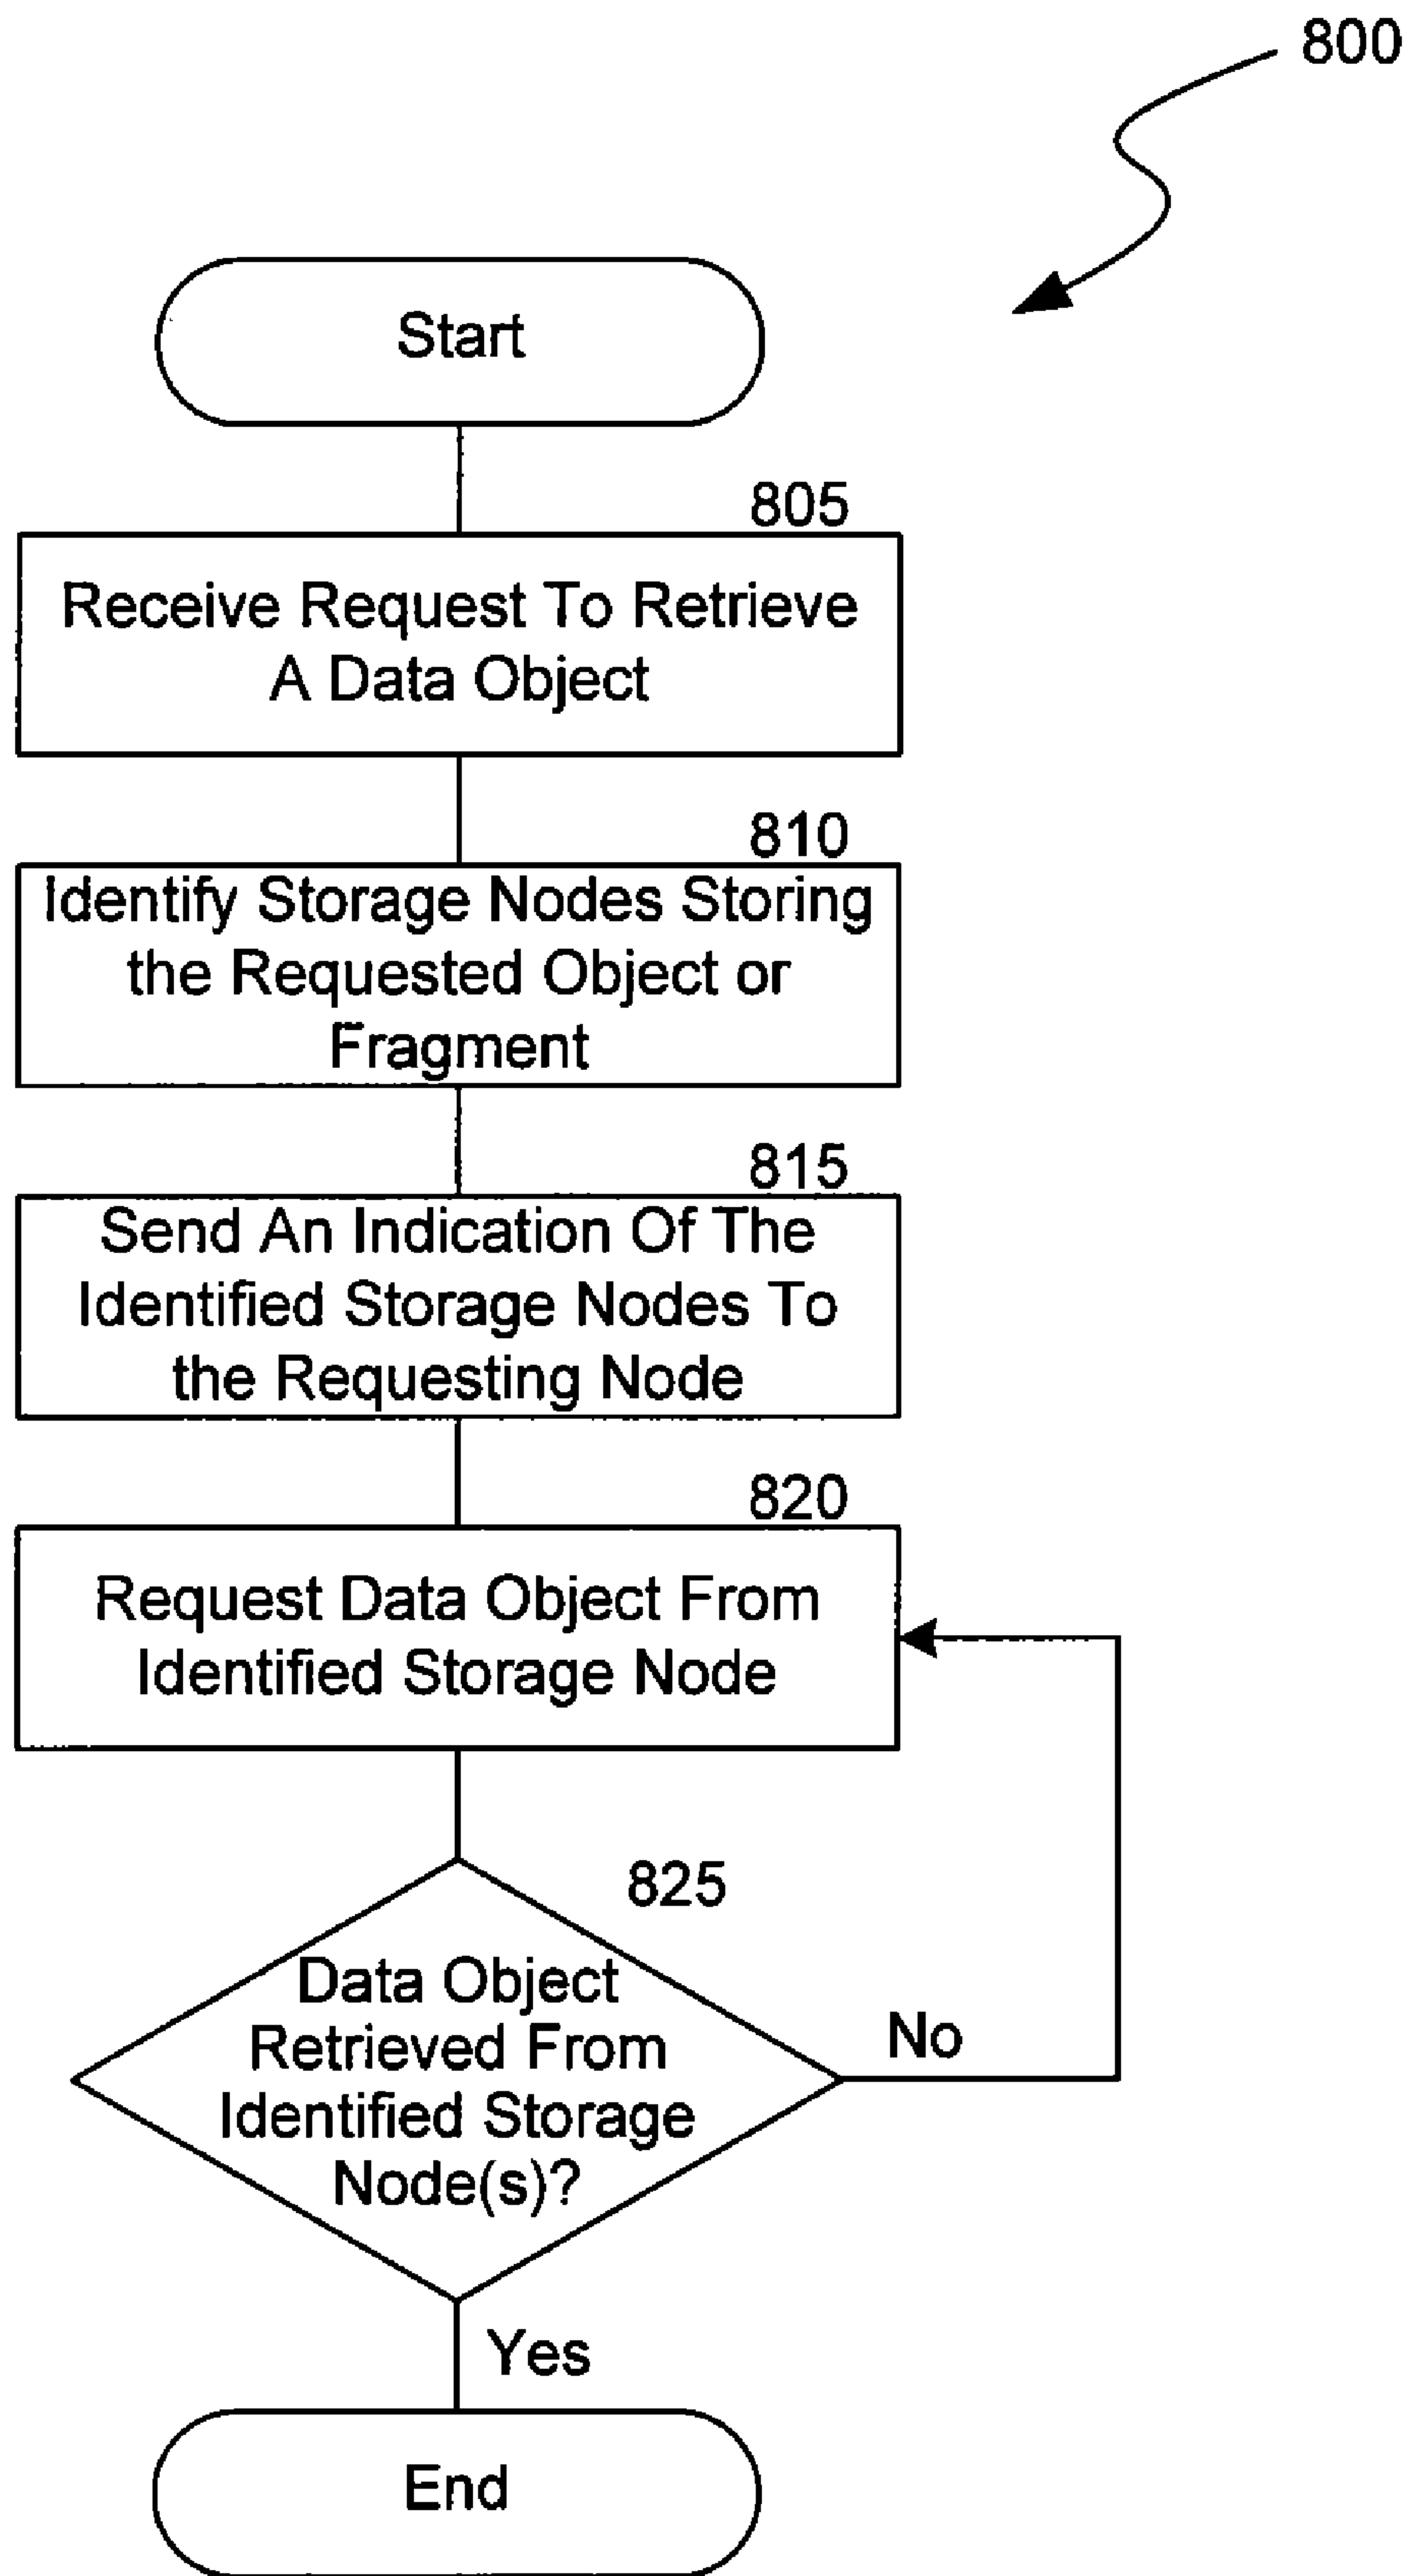 800
Start
805
Receive Request To Retrieve
A Data Object
810
Identify Storage Nodes Storing
the Requested Object or
Fragment
815
Send An Indication Of The
Identified Storage Nodes To
the Requesting Node
820
Request Data Object From
Identified Storage Node
825
Data Object
Retrieved From
Identified Storage
Node(s)?
No
Yes
End